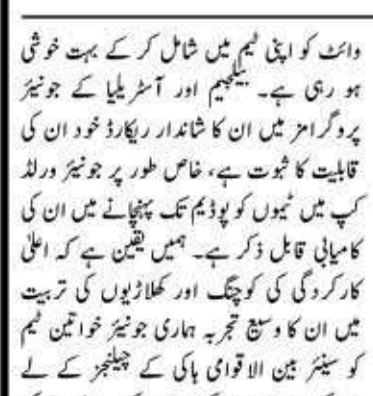 وائٹ کو اپنی ٹیم میں شامل کر کے بہت خوشی
ہو رہی ہے۔ بیلجیم اور آسٹریلیا کے جونیئر
پروگرامز میں ان کا شاندار ریکارڈ خود ان کی
قابلیت کا ثبوت ہے، خاص طور پر جونیئر ورلڈ
کپ میں ٹیموں کو پوڈیم تک پہنچانے میں ان کی
کامیابی قابل ذکر ہے۔ ہمیں یقین ہے کہ اعلیٰ
کارکردگی کی کوچنگ اور کھلاڑیوں کی تربیت
میں ان کا وسیع تجربہ ہماری جونیئر خواتین ٹیم
کو سینئر بین الاقوامی ہاکی کے چیلنجز کے لے